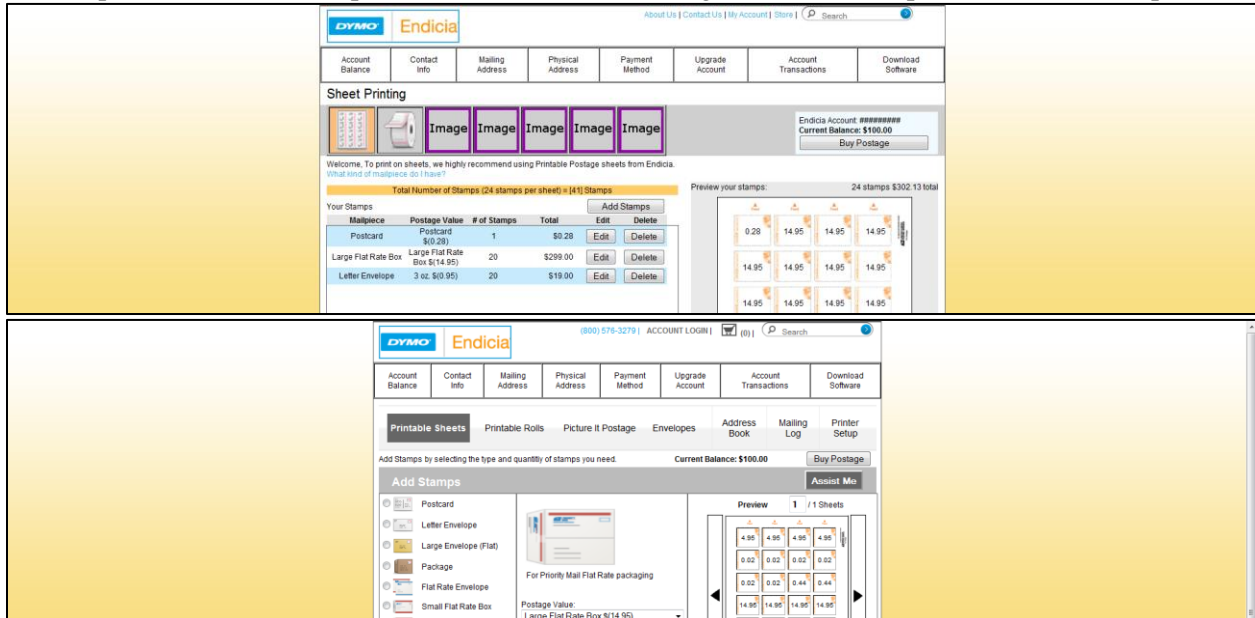 DYMO Endicia
About Us | Contact Us | My Account | Store | Search
Account Balance Contact Info Mailing Address Physical Address Payment Method Upgrade Account Account Transactions Download Software
Sheet Printing
Image Image Image Image Image
Endicia Account: #########
Current Balance: $100.00
Buy Postage
Welcome, To print on sheets, we highly recommend using Printable Postage sheets from Endicia.
What kind of mailpiece do I have?
Total Number of Stamps (24 stamps per sheet) = [41] Stamps
Your Stamps Add Stamps
Mailpiece Postage Value # of Stamps Total Edit Delete
Postcard Postcard $(0.28) 1 $0.28 Edit Delete
Large Flat Rate Box Large Flat Rate Box $(14.95) 20 $299.00 Edit Delete
Letter Envelope 3 oz. $(0.95) 20 $19.00 Edit Delete
Preview your stamps: 24 stamps $302.13 total
0.28 14.95 14.95 14.95
14.95 14.95 14.95 14.95
14.95 14.95 14.95 14.95
DYMO Endicia
(800) 576-3279 | ACCOUNT LOGIN | (0) | Search
Account Balance Contact Info Mailing Address Physical Address Payment Method Upgrade Account Account Transactions Download Software
Printable Sheets Printable Rolls Picture It Postage Envelopes Address Book Mailing Log Printer Setup
Add Stamps by selecting the type and quantitiy of stamps you need. Current Balance: $100.00 Buy Postage
Add Stamps Assist Me
Postcard
Letter Envelope
Large Envelope (Flat)
Package
Flat Rate Envelope
Small Flat Rate Box
For Priority Mail Flat Rate packaging
Postage Value:
Large Flat Rate Box $(14.95)
Preview 1 / 1 Sheets
4.95 4.95 4.95 4.95
0.02 0.02 0.02 0.02
0.02 0.02 0.44 0.44
14.95 14.95 14.95 14.95